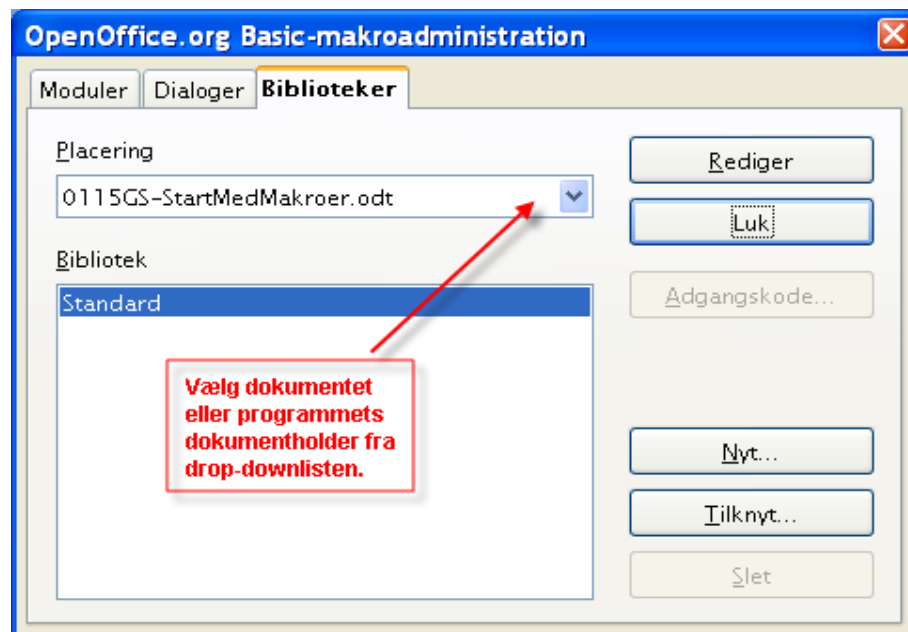 OpenOffice.org Basic-makroadministration
Moduler Dialoger Biblioteker
Placering
0115GS-StartMedMakroer.odt
Bibliotek
Standard
Vælg dokumentet
eller programmets
dokumentholder fra
drop-downlisten.
Rediger
Luk
Adgangskode...
Nyt...
Tilknyt...
Slet